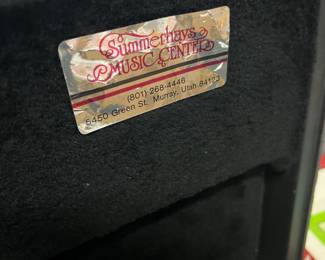 Summerhays
MUSIC CENTER
(801) 268-4446
5450 Green St. Murray, Utah 84123